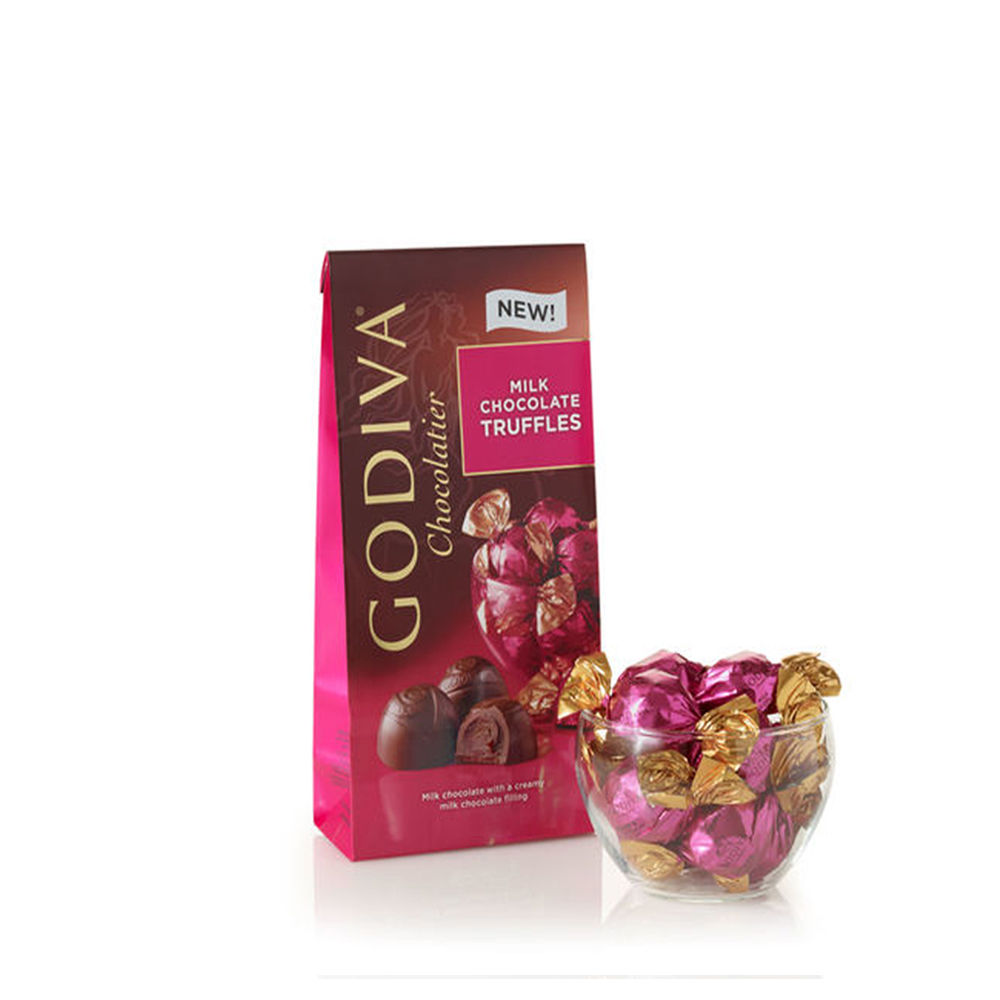 GODIVA®
Chocolatier
NEW!
MILK
CHOCOLATE
TRUFFLES
Milk chocolate with a creamy
milk chocolate filling